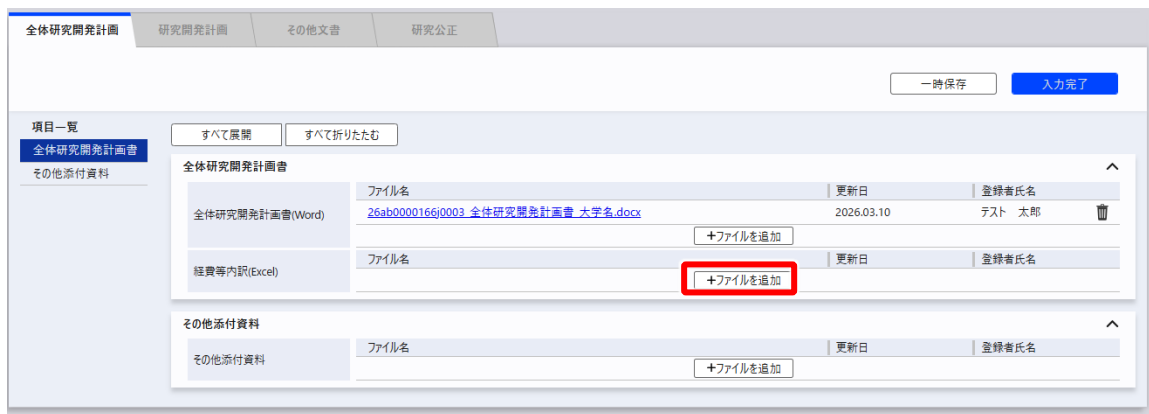 全体研究開発計画 研究開発計画 その他文書 研究公正
一時保存 入力完了
項目一覧
全体研究開発計画書
その他添付資料
すべて展開 すべて折りたたむ
全体研究開発計画書
ファイル名 更新日 登録者氏名
全体研究開発計画書(Word) 26ab0000166j0003_全体研究開発計画書_大学名.docx 2026.03.10 テスト 太郎
+ファイルを追加
経費等内訳(Excel) ファイル名 更新日 登録者氏名
+ファイルを追加
その他添付資料
その他添付資料 ファイル名 更新日 登録者氏名
+ファイルを追加